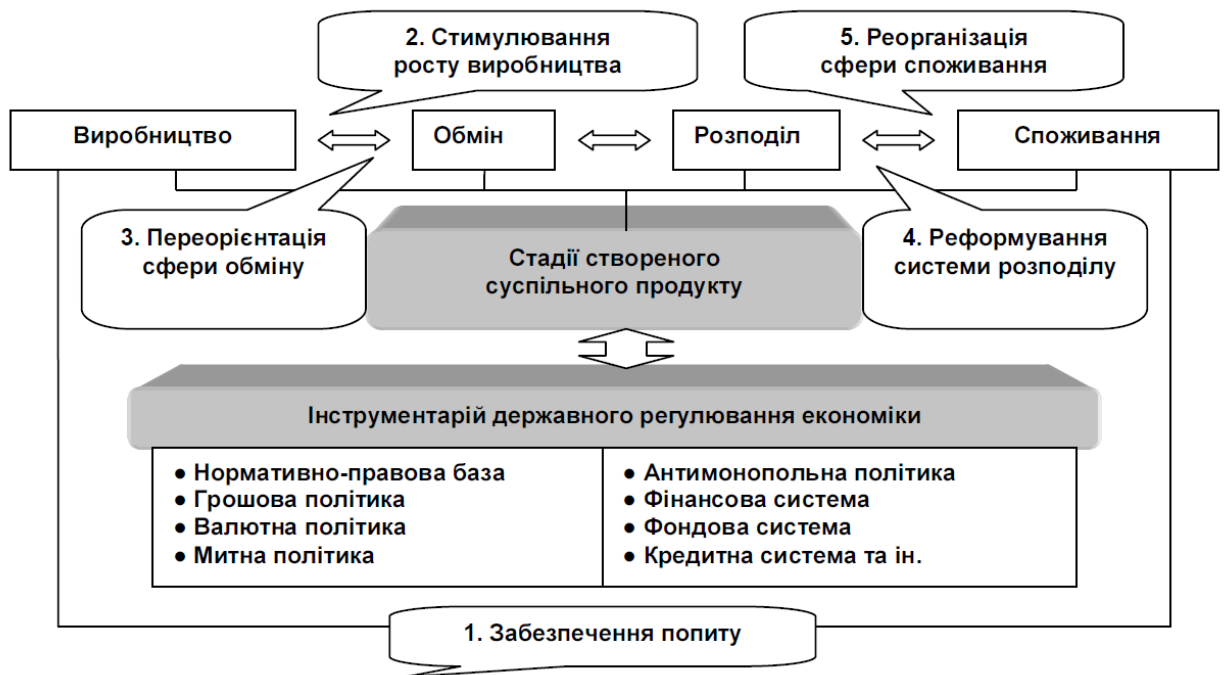 2. Стимулювання
росту виробництва
5. Реорганізація
сфери споживання
Виробництво
Обмін
Розподіл
Споживання
3. Переорієнтація
сфери обміну
Стадії створеного
суспільного продукту
4. Реформування
системи розподілу
Інструментарій державного регулювання економіки
● Нормативно-правова база
● Грошова політика
● Валютна політика
● Митна політика
● Антимонопольна політика
● Фінансова система
● Фондова система
● Кредитна система та ін.
1. Забезпечення попиту